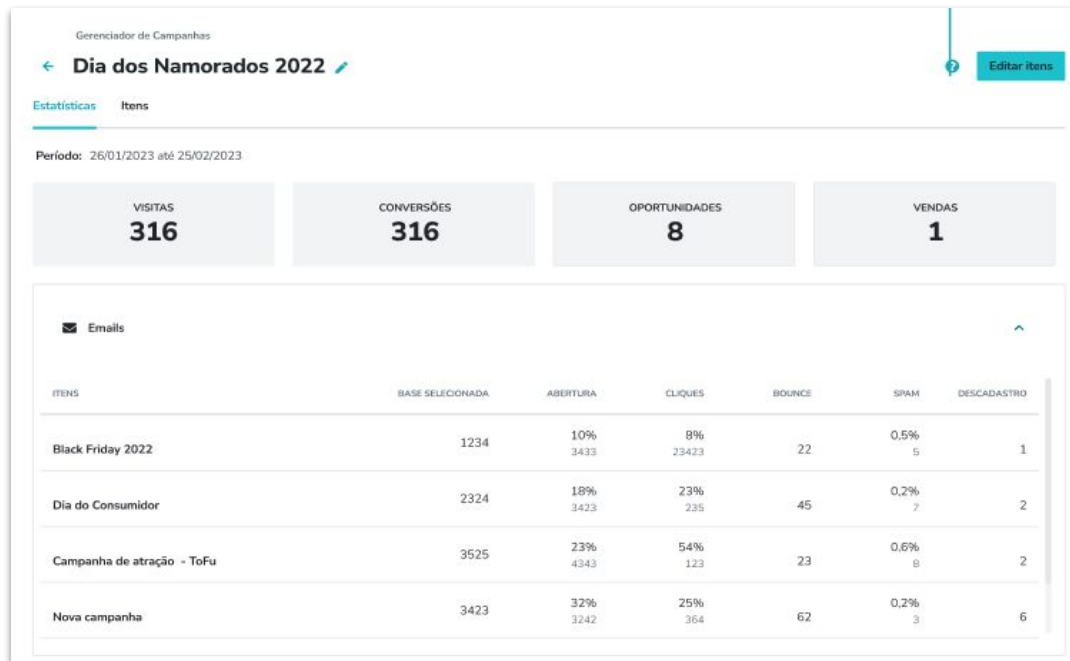 Gerenciador de Campanhas
Dia dos Namorados 2022
?
Editar itens
Estatísticas Itens
Período: 26/01/2023 até 25/02/2023
VISITAS CONVERSÕES OPORTUNIDADES VENDAS
316 316 8 1
Emails
ITENS BASE SELECIONADA ABERTURA CLIQUES BOUNCE SPAM DESCADASTRO
Black Friday 2022 1234 10% 8% 22 0,5% 1
3433 23423 5
Dia do Consumidor 2324 18% 23% 45 0,2% 2
3423 235 7
Campanha de atração - ToFu 3525 23% 54% 23 0,6% 2
4343 123 8
Nova campanha 3423 32% 25% 62 0,2% 6
3242 364 3